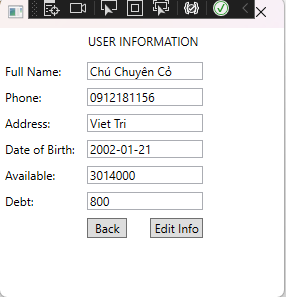 USER INFORMATION
Full Name: Chú Chuyên Cỏ
Phone: 0912181156
Address: Viet Tri
Date of Birth: 2002-01-21
Available: 3014000
Debt: 800
Back Edit Info